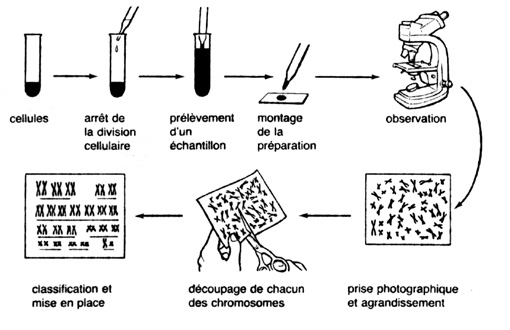 cellules
arrêt de
la division
cellulaire
prélèvement
d'un
échantillon
montage
de la
préparation
observation
classification et
mise en place
découpage de chacun
des chromosomes
prise photographique
et agrandissement